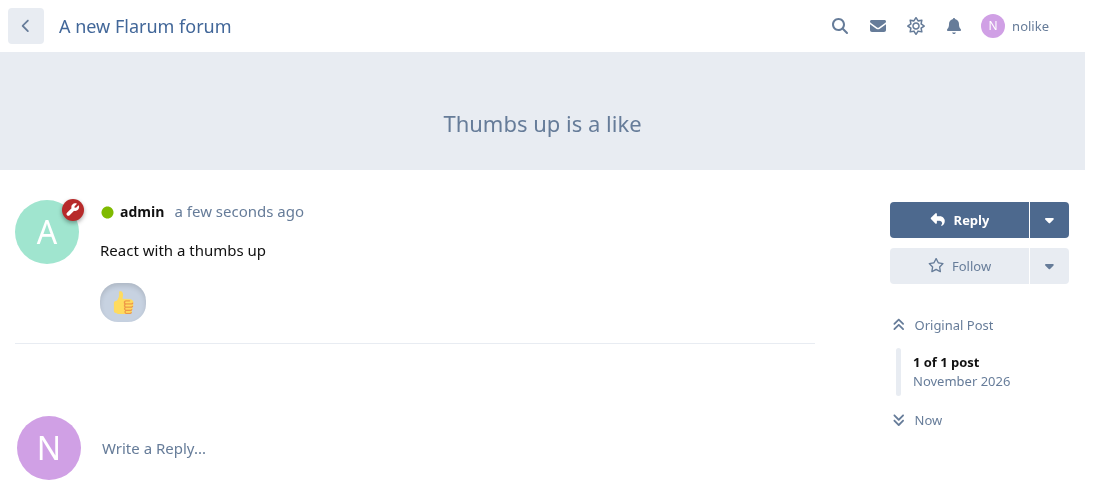 A new Flarum forum
N nolike
Thumbs up is a like
A
admin a few seconds ago
React with a thumbs up
Reply
Follow
Original Post
1 of 1 post
November 2026
Now
N
Write a Reply...